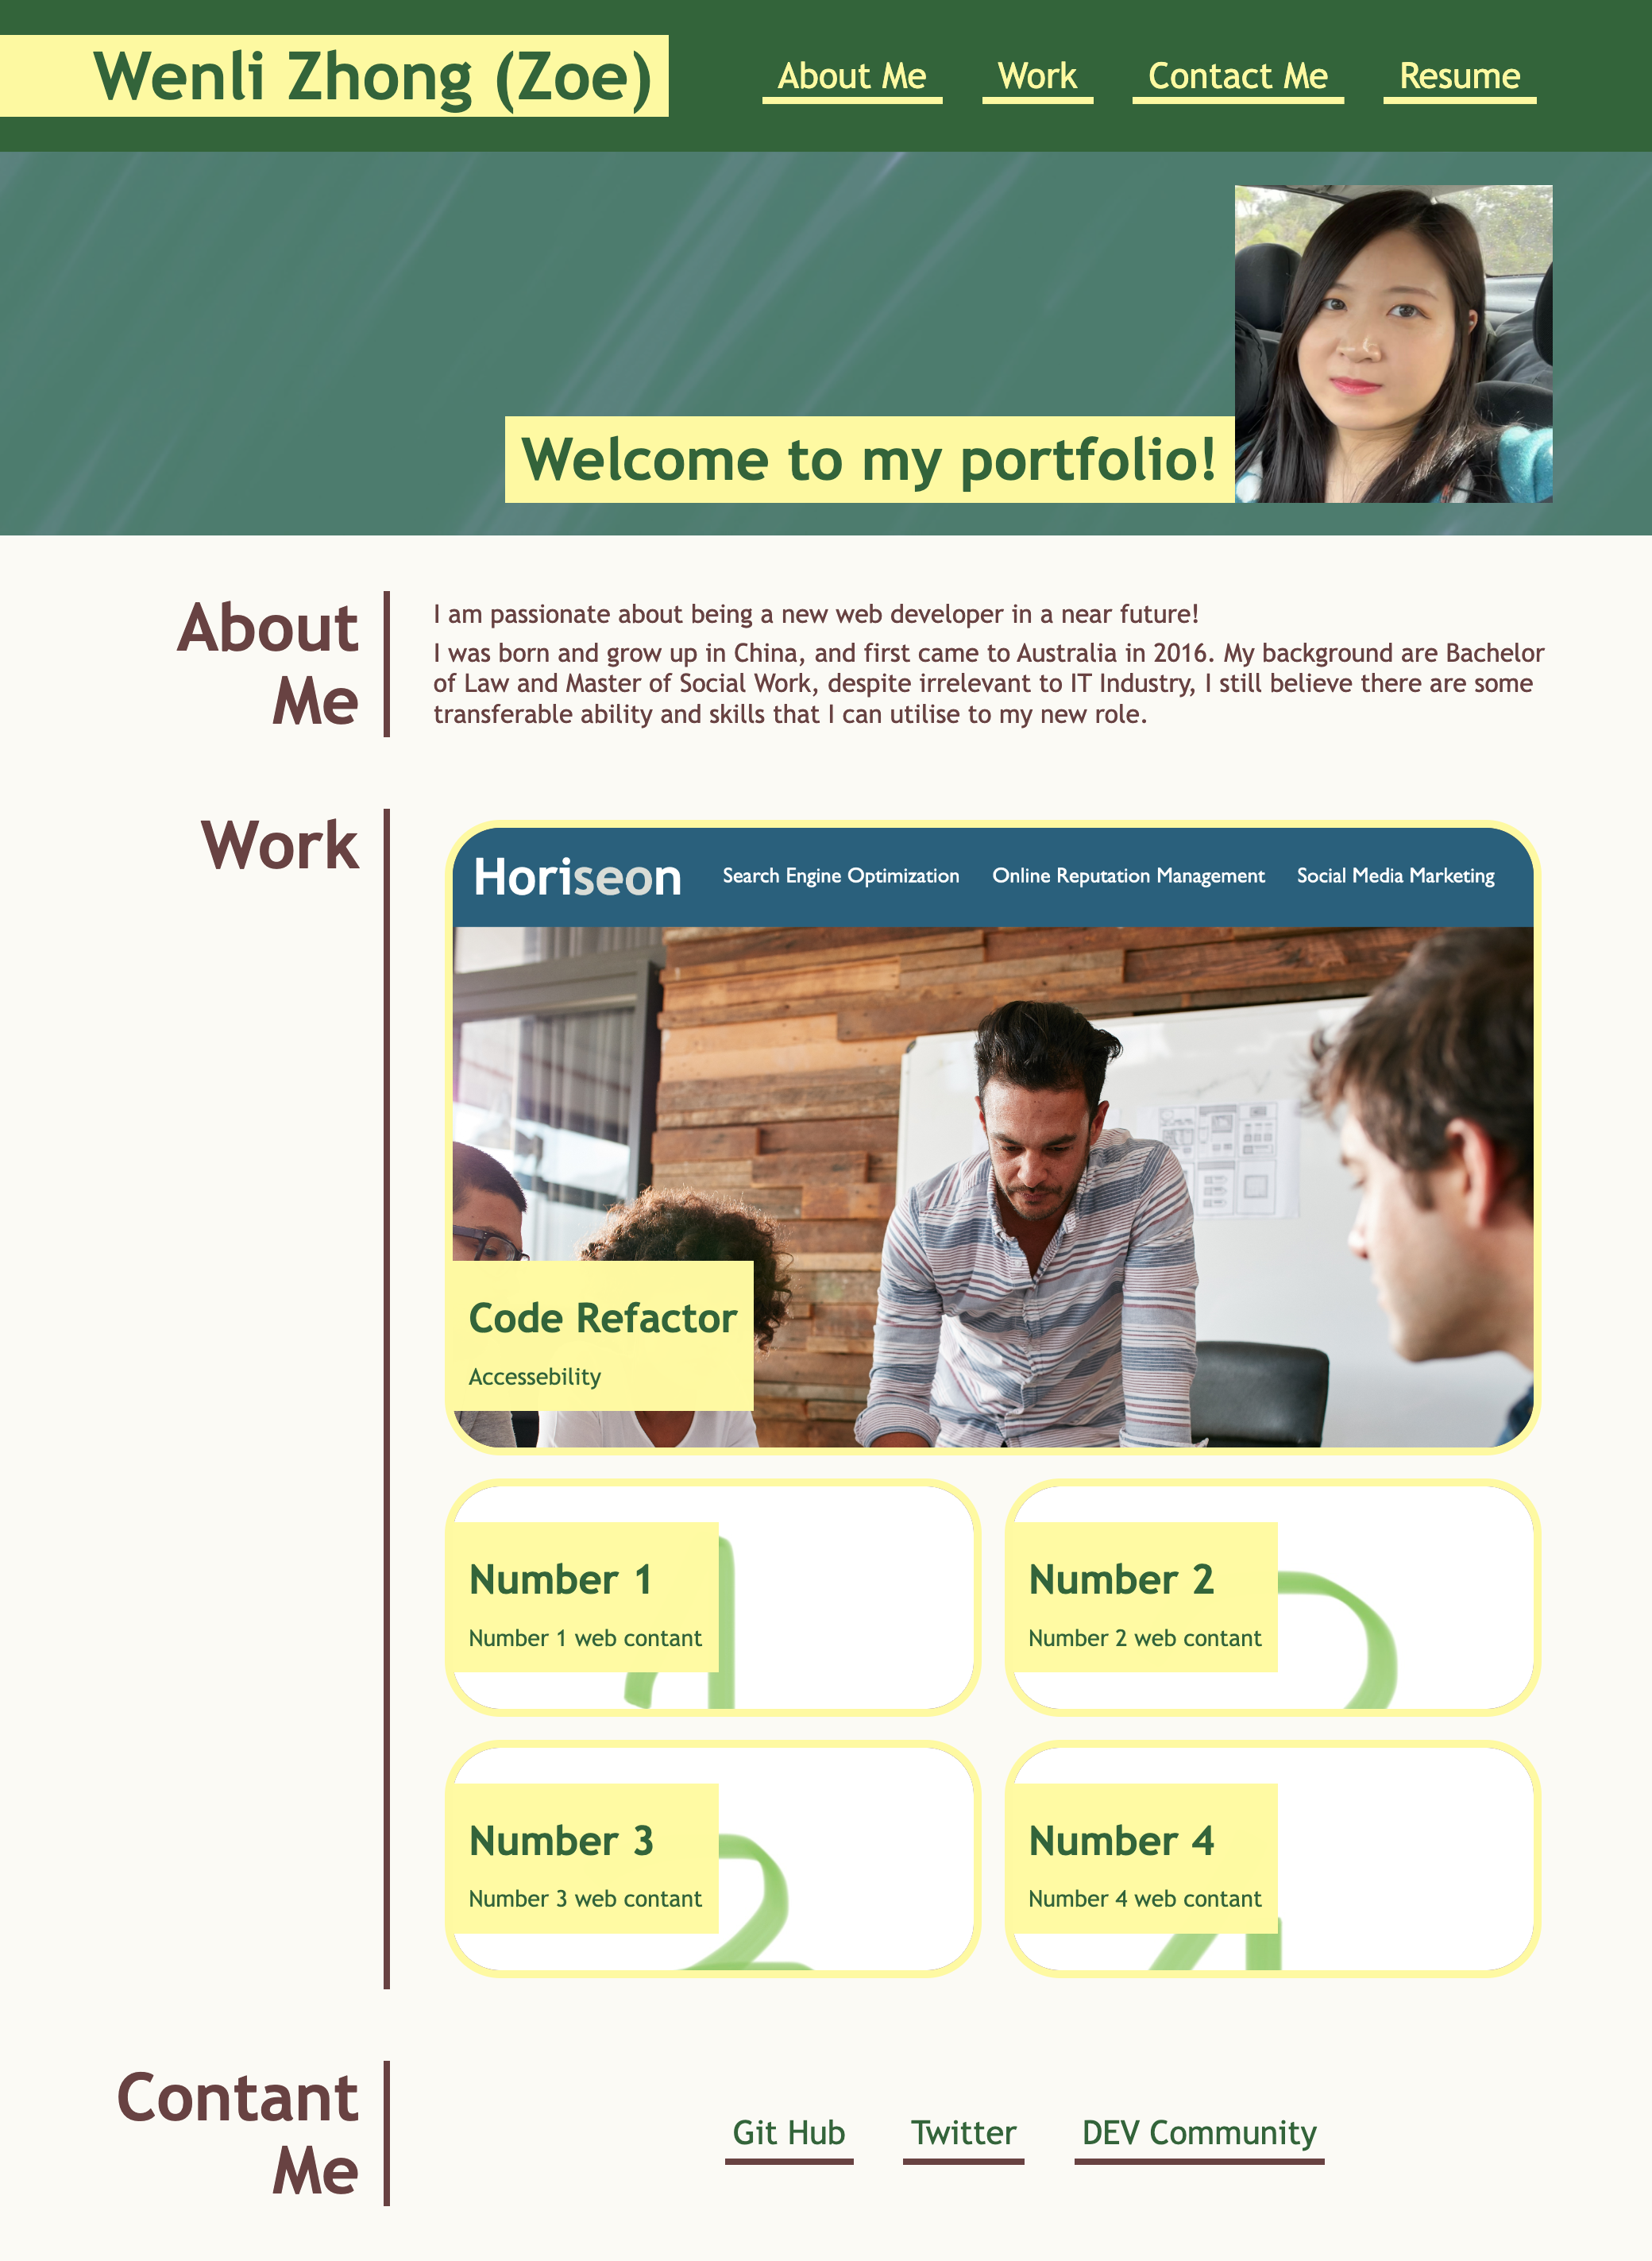 Wenli Zhong (Zoe)
About Me
Work
Contact Me
Resume
Welcome to my portfolio!
About
Me
I am passionate about being a new web developer in a near future!
I was born and grow up in China, and first came to Australia in 2016. My background are Bachelor
of Law and Master of Social Work, despite irrelevant to IT Industry, I still believe there are some
transferable ability and skills that I can utilise to my new role.
Work
Horiseon
Search Engine Optimization
Online Reputation Management
Social Media Marketing
Code Refactor
Accessebility
Number 1
Number 1 web contant
Number 2
Number 2 web contant
Number 3
Number 3 web contant
Number 4
Number 4 web contant
Contant
Me
Git Hub
Twitter
DEV Community